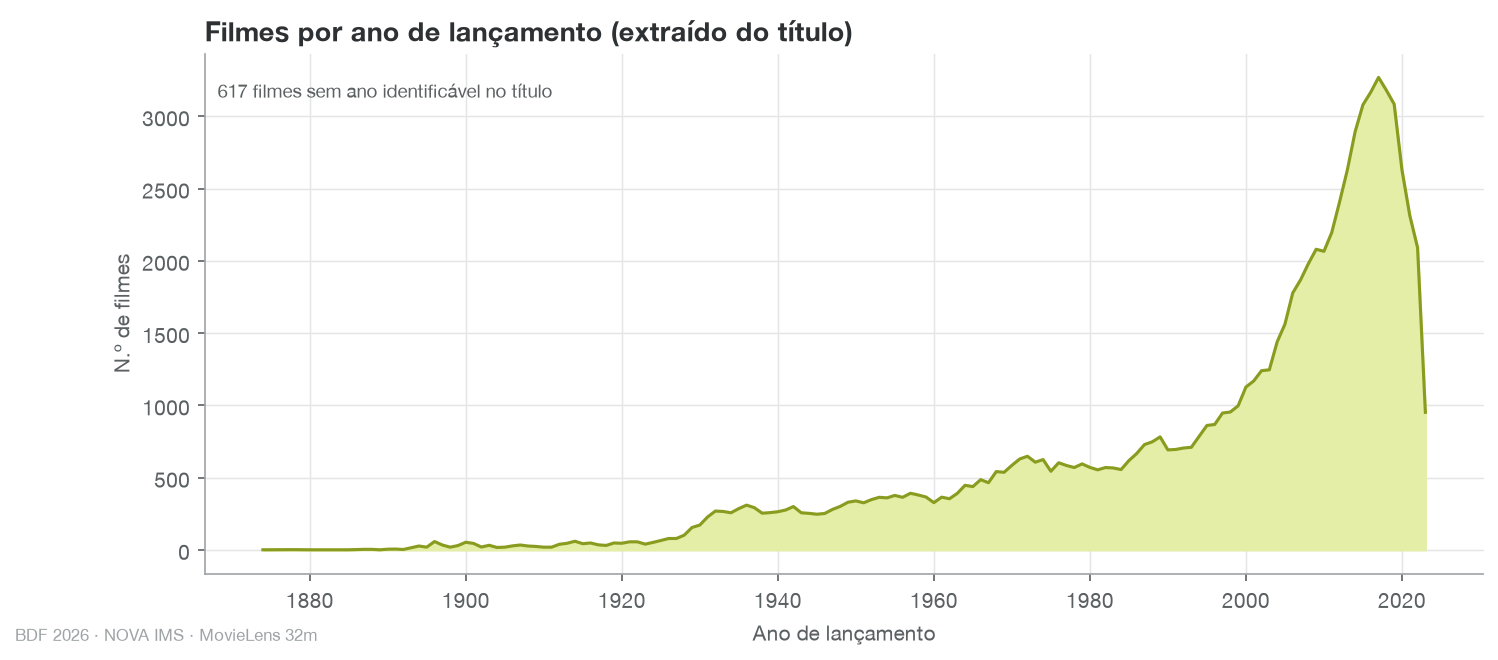 Filmes por ano de lançamento (extraído do título)
617 filmes sem ano identificável no título
N.º de filmes
3000
2500
2000
1500
1000
500
0
1880 1900 1920 1940 1960 1980 2000 2020
Ano de lançamento
BDF 2026 · NOVA IMS · MovieLens 32m